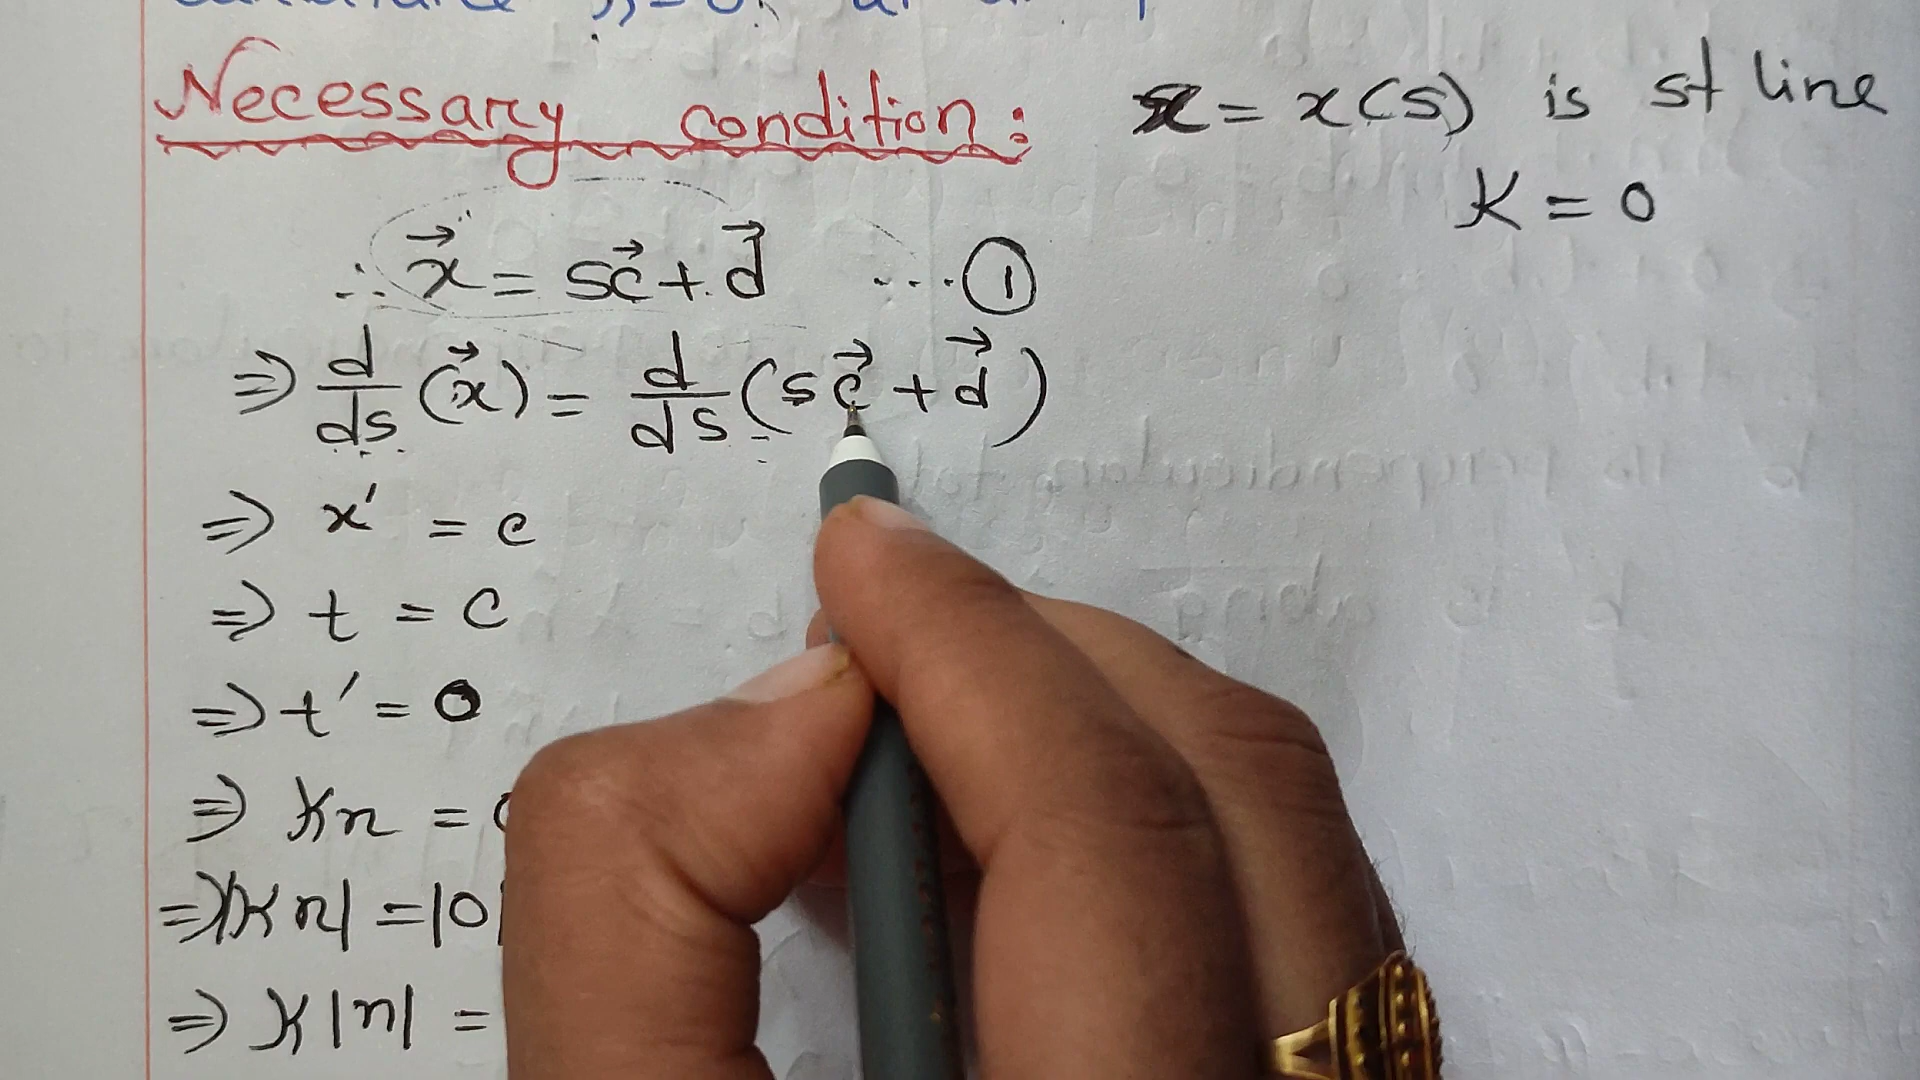 Necessary condition:
x = x(s) is st line
K = 0
∴ x⃗ = sc⃗ + d⃗ ...①
⇒ d/ds (x⃗) = d/ds (sc⃗ + d⃗)
⇒ x' = c
⇒ t = c
⇒ t' = 0
⇒ Kn =
⇒ |Kn| = |0|
⇒ K|n| =